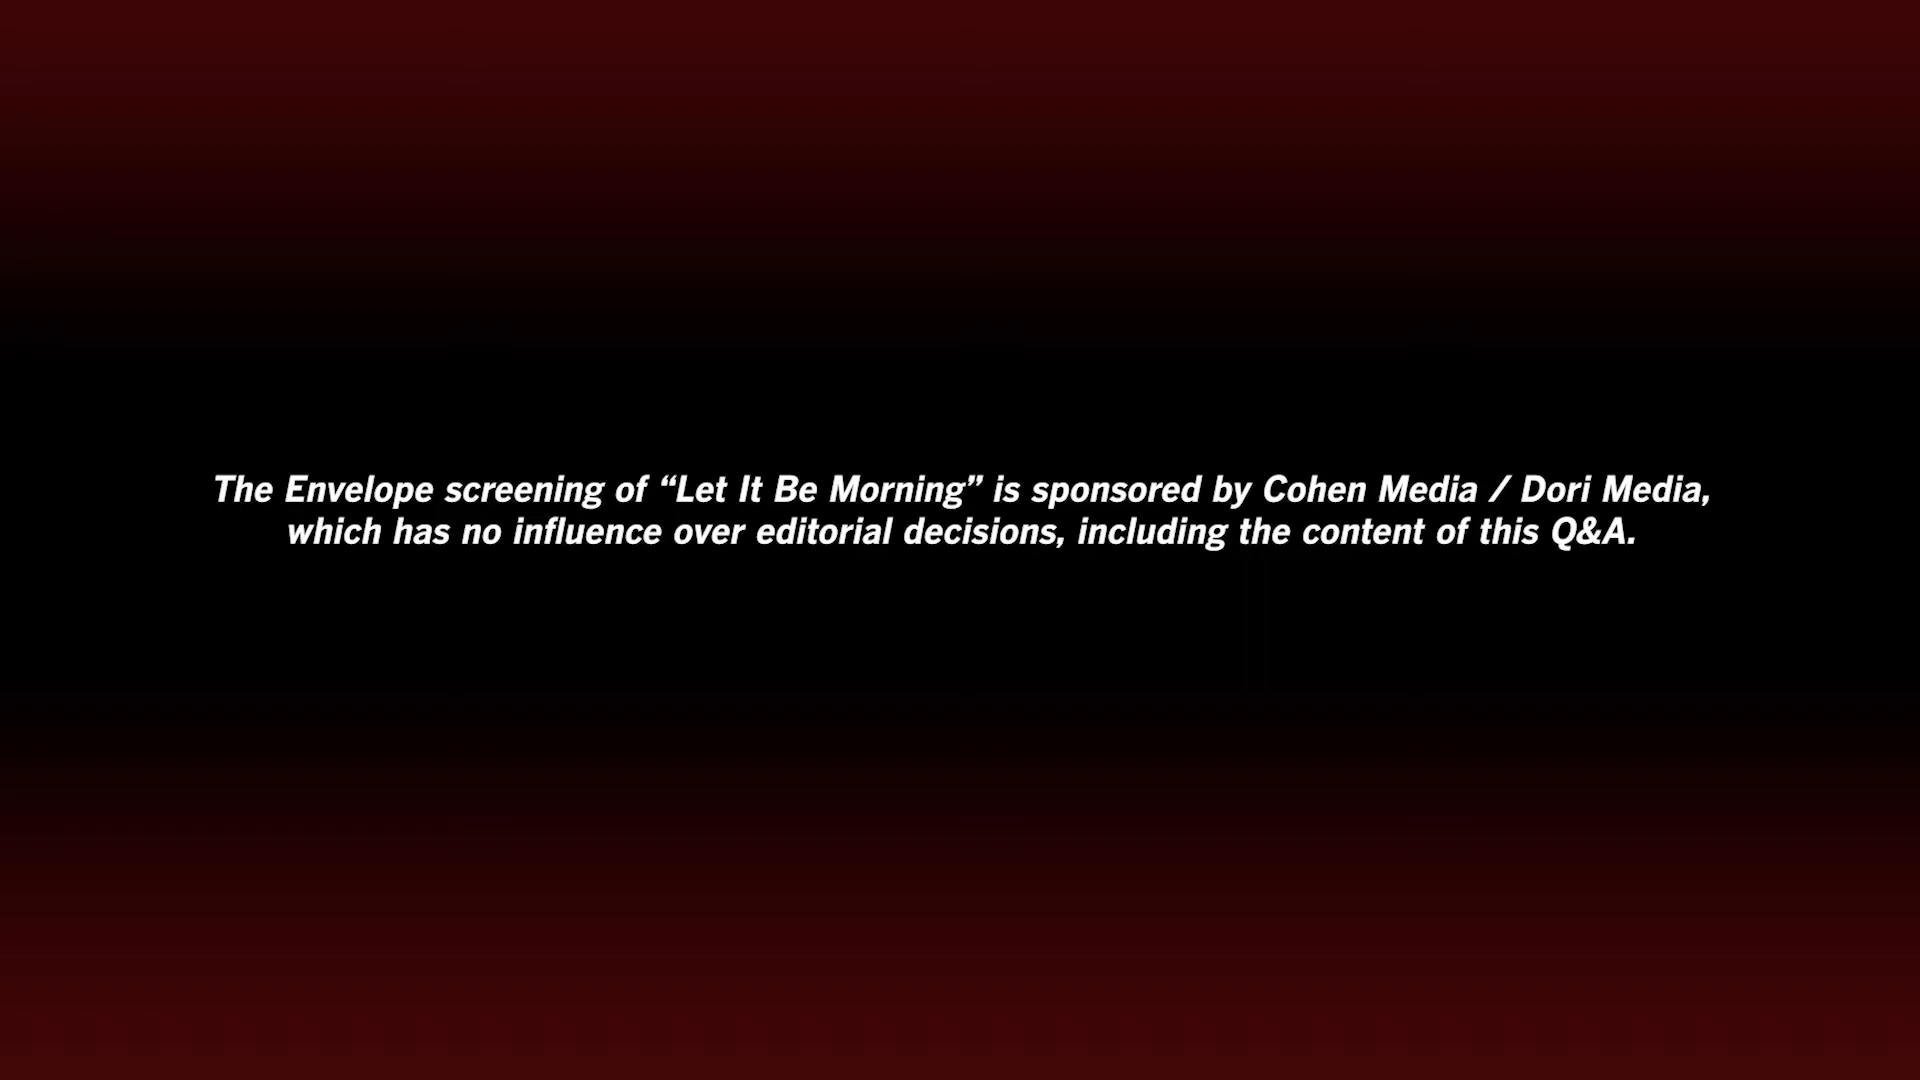 The Envelope screening of “Let It Be Morning” is sponsored by Cohen Media / Dori Media,
which has no influence over editorial decisions, including the content of this Q&A.